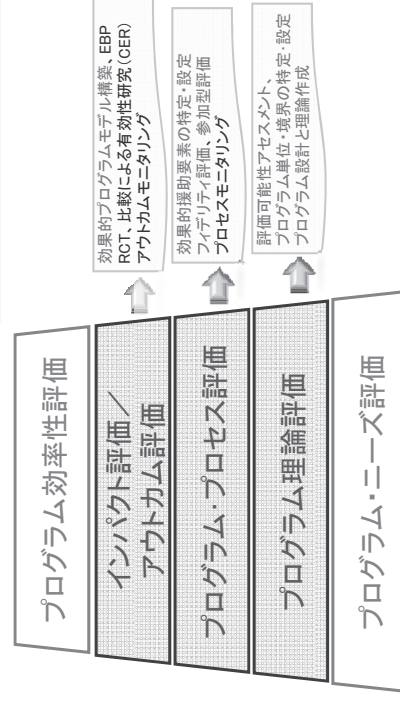 プログラム効率性評価
インパクト評価／
アウトカム評価
効果的プログラムモデル構築、EBP
RCT、比較による有効性研究(CER)
アウトカムモニタリング
プログラム・プロセス評価
効果的援助要素の特定・設定
フィデリティ評価、参加型評価
プロセスモニタリング
プログラム理論評価
評価可能性アセスメント、
プログラム単位・境界の特定・設定
プログラム設計と理論作成
プログラム・ニーズ評価